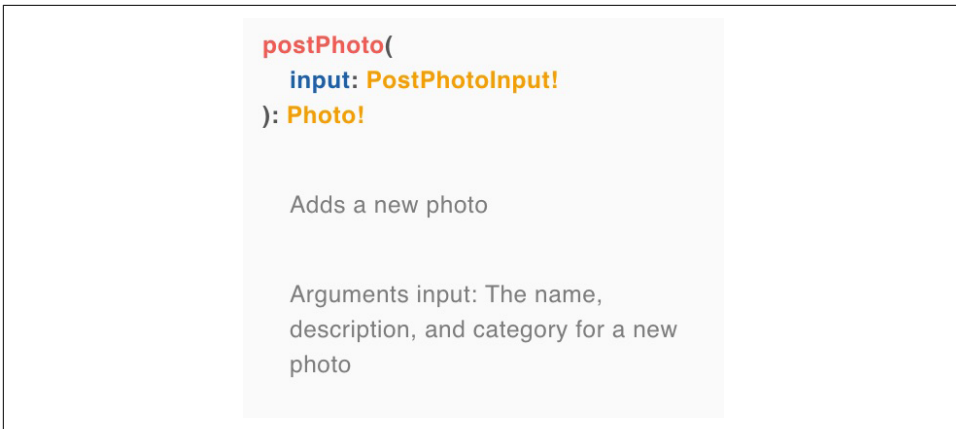 postPhoto(
input: PostPhotoInput!
): Photo!
Adds a new photo
Arguments input: The name,
description, and category for a new
photo